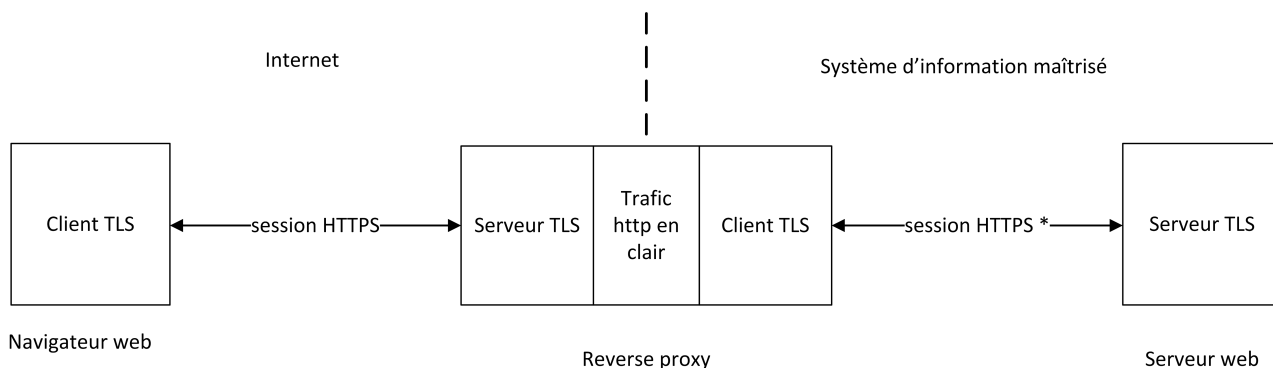 Internet
Système d'information maîtrisé
Client TLS
session HTTPS
Serveur TLS
Trafic
http en
clair
Client TLS
session HTTPS *
Serveur TLS
Navigateur web
Reverse proxy
Serveur web